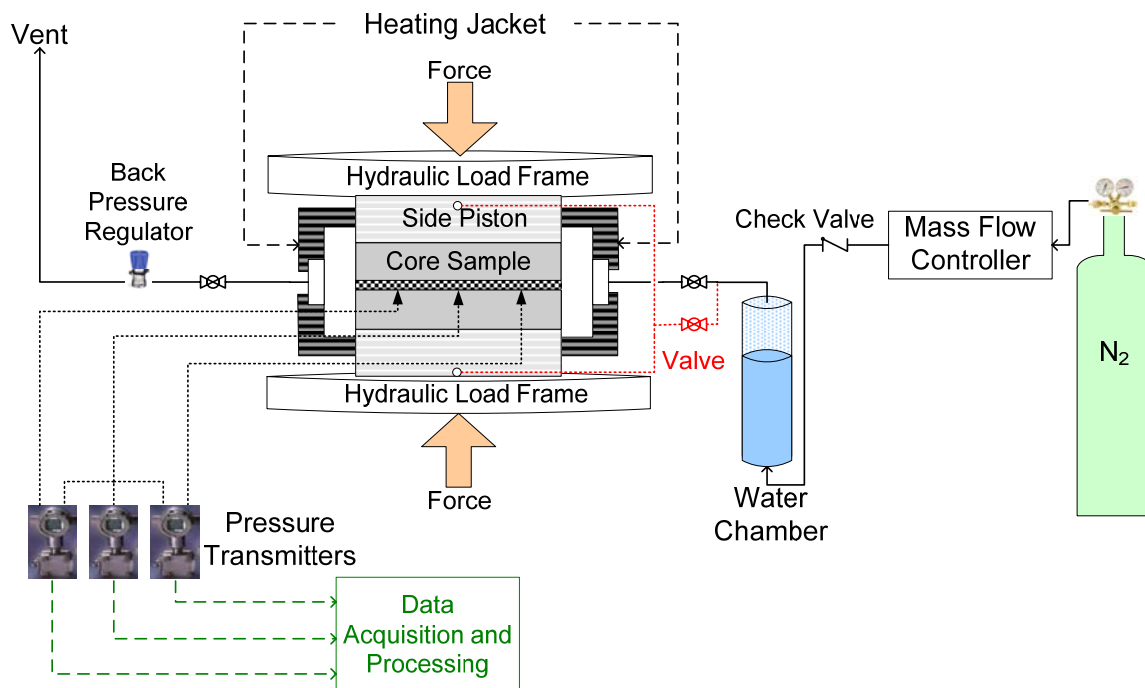 Vent
Heating Jacket
Force
Back
Pressure
Regulator
Hydraulic Load Frame
Side Piston
Core Sample
Check Valve
Mass Flow
Controller
Valve
N2
Hydraulic Load Frame
Force
Water
Chamber
Pressure
Transmitters
Data
Acquisition and
Processing